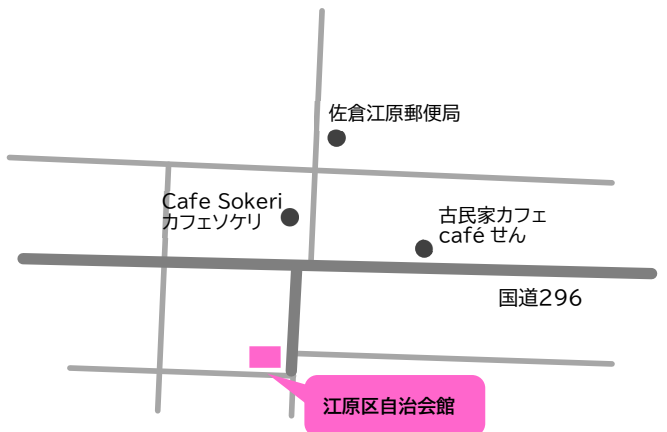 佐倉江原郵便局
Cafe Sokeri
カフェソケリ
古民家カフェ
café せん
国道296
江原区自治会館